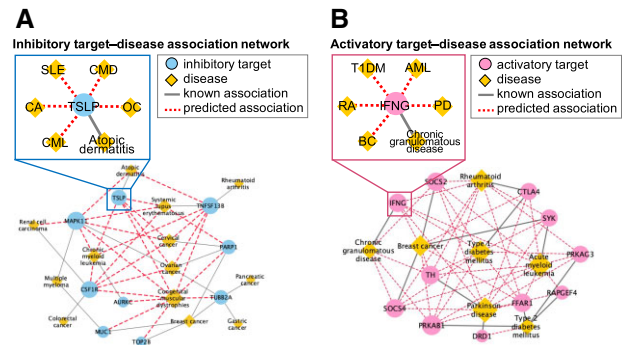 A
Inhibitory target–disease association network
SLE
CMD
CA
TSLP
OC
CML
Atopic
dermatitis
inhibitory target
disease
known association
predicted association
Atopic
dermatitis
TSLP
Systemic
lupus
erythematosus
TNFSF13B
Rheumatoid
arthritis
Renal cell
carcinoma
Cervical
cancer
PARP1
Chronic
myeloid
leukemia
Ovarian
cancer
Multiple
myeloma
CSF1R
AURKE
Congenital
muscular
dystrophies
TUBB2A
Pancreatic
cancer
Colorectal
cancer
MUC1
Breast cancer
Gastric
cancer
B
Activatory target–disease association network
T1DM
AML
RA
IFNG
PD
BC
Chronic
granulomatous
disease
activatory target
disease
known association
predicted association
SOCS2
Rheumatoid
arthritis
CTLA4
IFNG
SYK
Chronic
granulomatous
disease
Breast cancer
Type 1
diabetes
mellitus
Acute
myeloid
leukemia
PRKAG3
TH
RAPGEF4
SOCS4
Parkinson
disease
FFAR1
PRKAB1
DRD1
Type 2
diabetes
mellitus